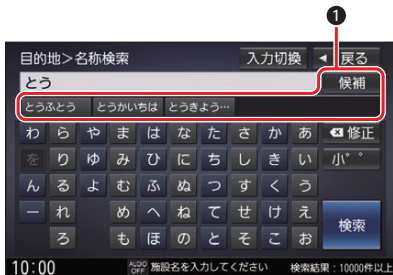 ❶
目的地＞名称検索 入力切換 ◄ 戻る
とう 候補
とうふとう とうかいちほ とうきよう…
わ ら や ま は な た さ か あ 修正
を り ゆ み ひ に ち し き い 小゛゜
ん る よ む ふ ぬ つ す く う
ー れ め へ ね て せ け え 検索
ろ も ほ の と そ こ お
10:00 AUDIO OFF 施設名を入力してください 検索結果：10000件以上